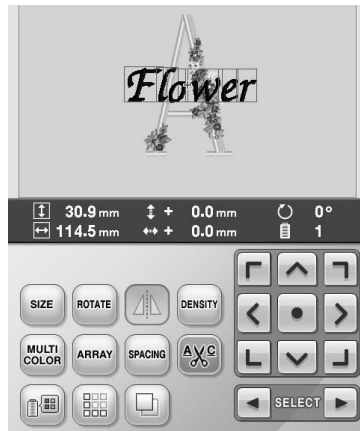 A
Flower
30.9 mm + 0.0 mm 0°
114.5 mm + 0.0 mm 1
SIZE ROTATE DENSITY
MULTI COLOR ARRAY SPACING A C
SELECT